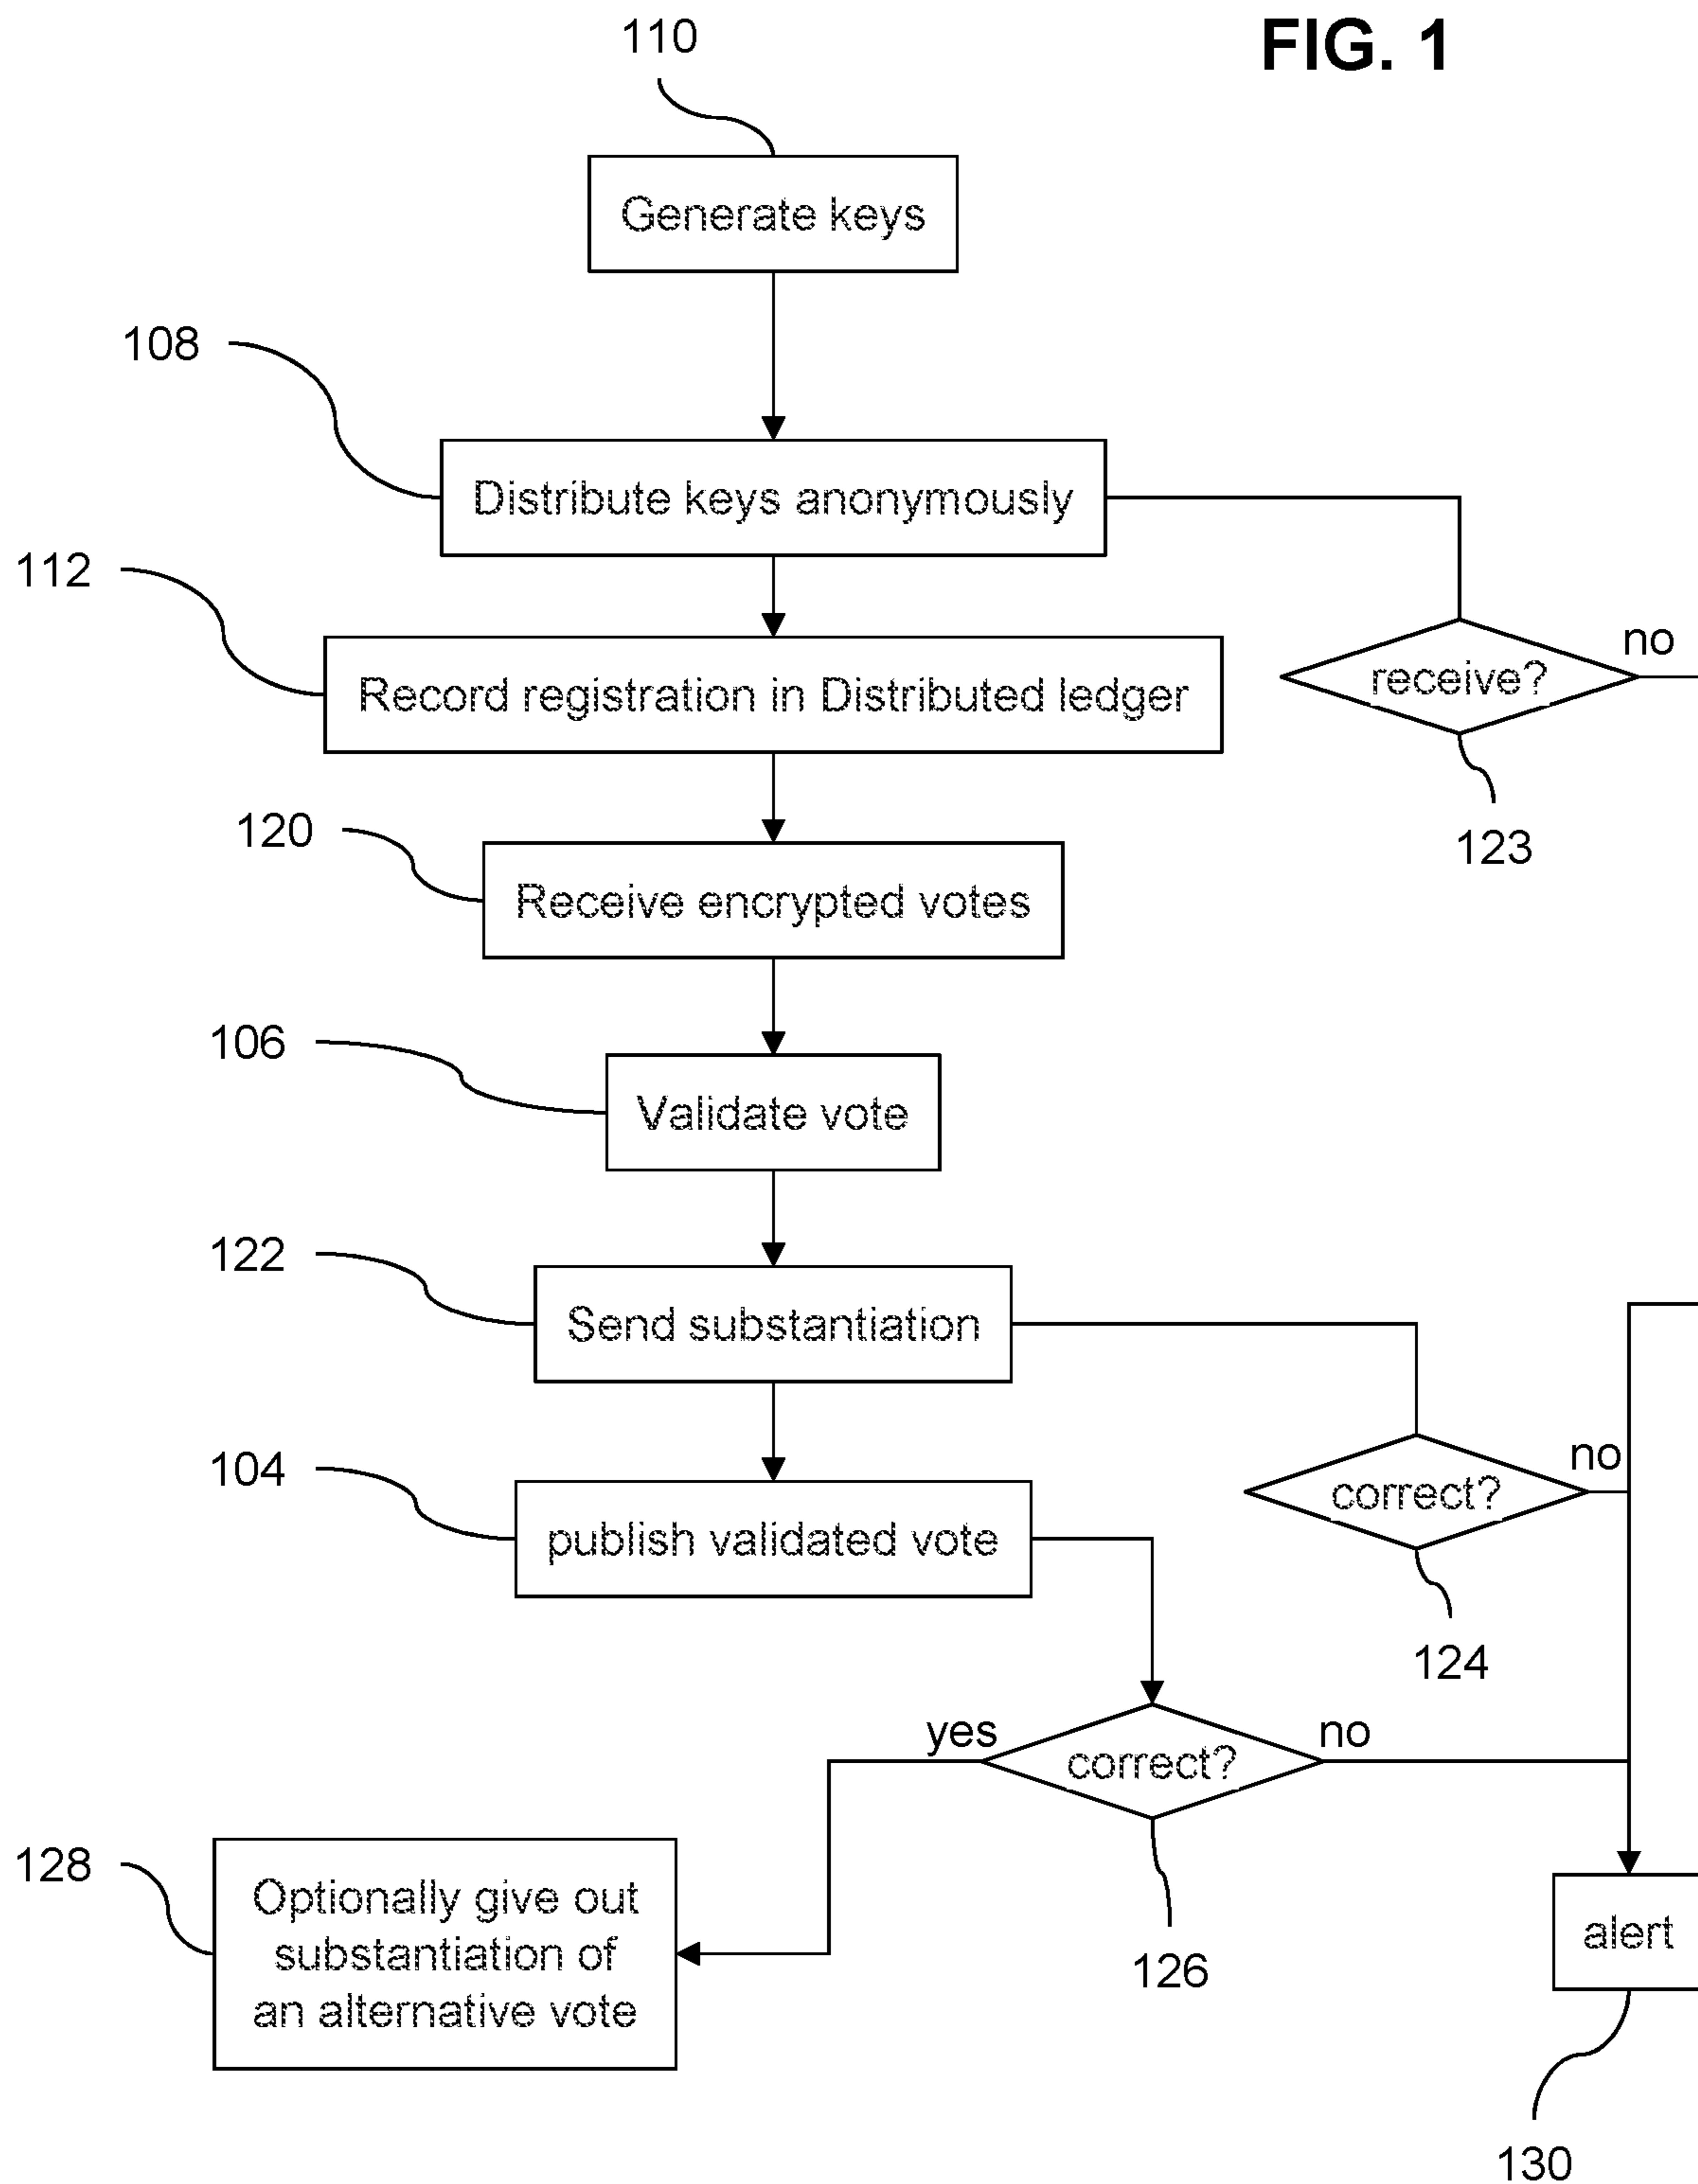 FIG. 1
110
Generate keys
108
Distribute keys anonymously
112
Record registration in Distributed ledger
no
receive?
123
120
Receive encrypted votes
106
Validate vote
122
Send substantiation
104
publish validated vote
no
correct?
124
yes
correct?
no
126
128
Optionally give out
substantiation of
an alternative vote
alert
130